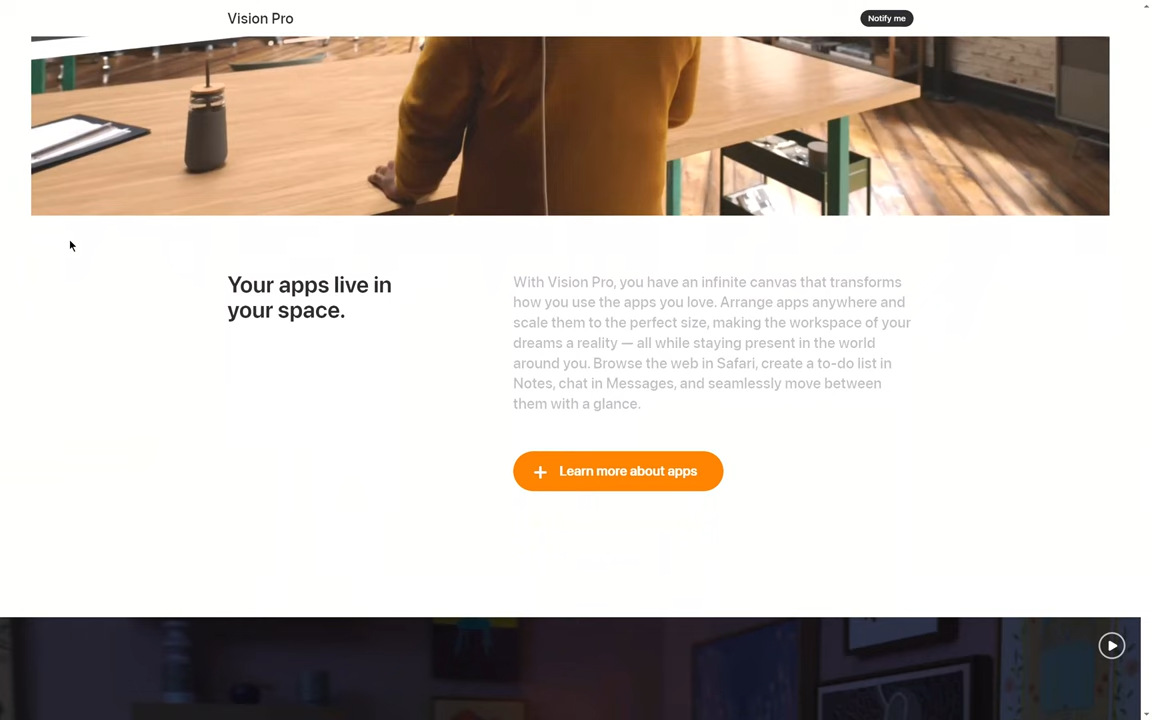 Vision Pro
Notify me
Your apps live in
your space.
With Vision Pro, you have an infinite canvas that transforms
how you use the apps you love. Arrange apps anywhere and
scale them to the perfect size, making the workspace of your
dreams a reality — all while staying present in the world
around you. Browse the web in Safari, create a to-do list in
Notes, chat in Messages, and seamlessly move between
them with a glance.
Learn more about apps